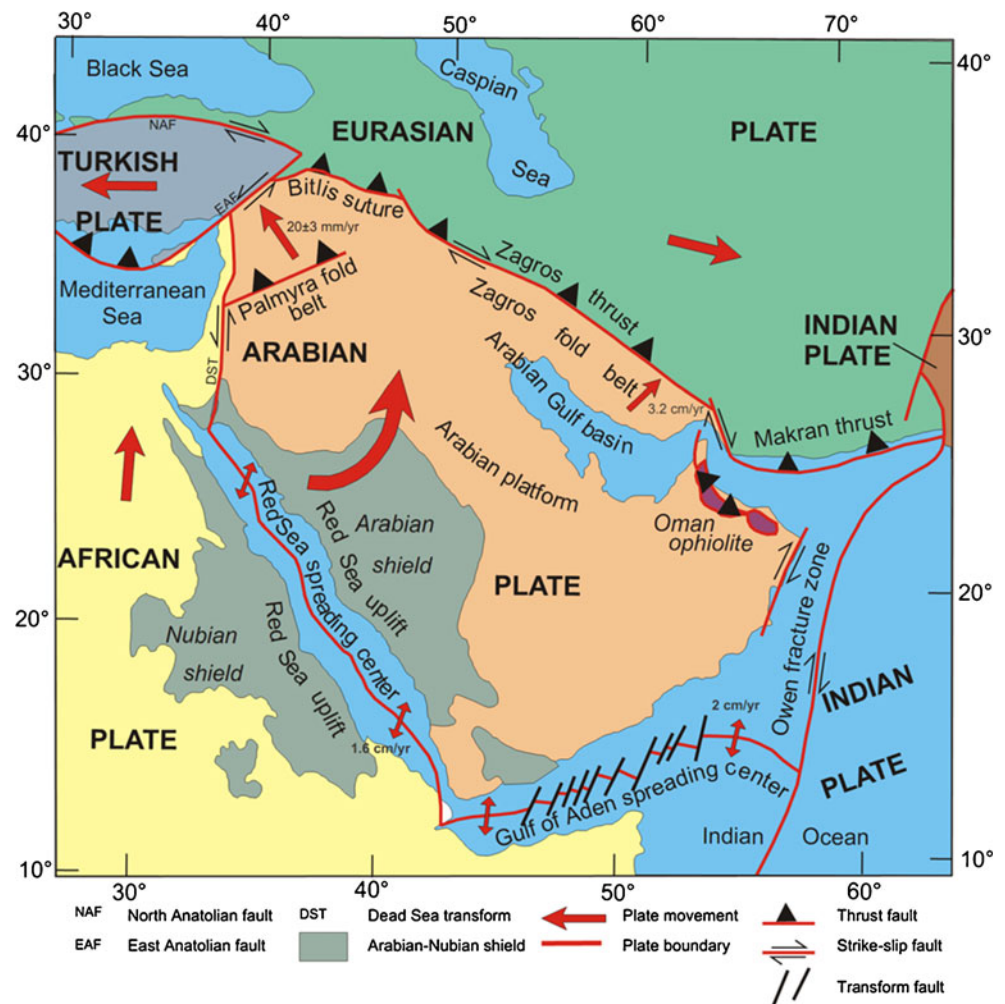 30°
40°
50°
60°
70°
Black Sea
Caspian
Sea
40°
40°
NAF
EURASIAN
PLATE
TURKISH
PLATE
EAF
Bitlis suture
20±3 mm/yr
Zagros thrust
Zagros fold belt
Palmyra fold
belt
Mediterranean
Sea
INDIAN
PLATE
30°
30°
DST
ARABIAN
Arabian Gulf basin
3.2 cm/yr
Makran thrust
Arabian platform
Arabian
shield
Oman
ophiolite
Red Sea spreading center
Red Sea uplift
AFRICAN
PLATE
20°
20°
Nubian
shield
Red Sea uplift
Owen fracture zone
INDIAN
PLATE
2 cm/yr
1.6 cm/yr
PLATE
Gulf of Aden spreading center
Indian Ocean
10°
10°
30°
40°
50°
60°
NAF North Anatolian fault
DST Dead Sea transform
Plate movement
Thrust fault
EAF East Anatolian fault
Arabian-Nubian shield
Plate boundary
Strike-slip fault
Transform fault